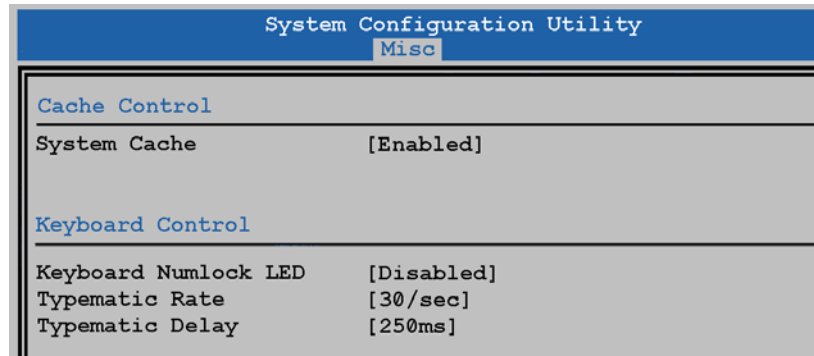 System Configuration Utility
Misc
Cache Control
System Cache [Enabled]
Keyboard Control
Keyboard Numlock LED [Disabled]
Typematic Rate [30/sec]
Typematic Delay [250ms]